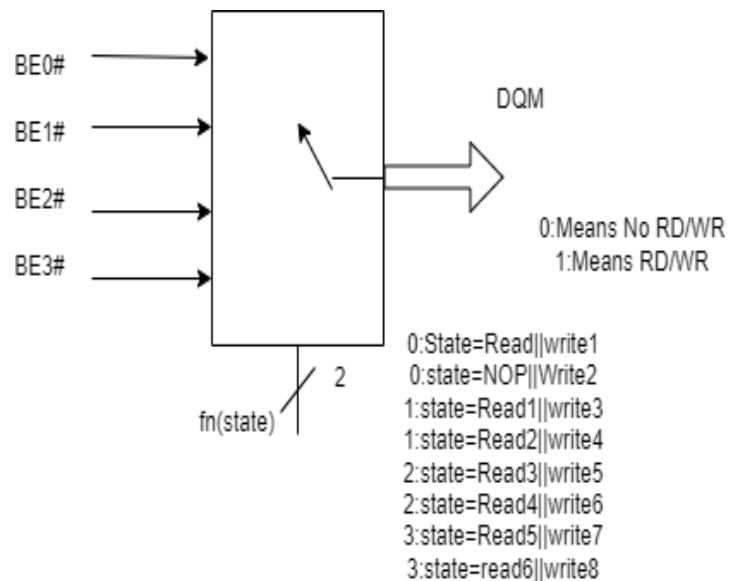 BE0#
BE1#
BE2#
BE3#
DQM
0:Means No RD/WR
1:Means RD/WR
2
fn(state)
0:State=Read||write1
0:state=NOP||Write2
1:state=Read1||write3
1:state=Read2||write4
2:state=Read3||write5
2:state=Read4||write6
3:state=Read5||write7
3:state=read6||write8